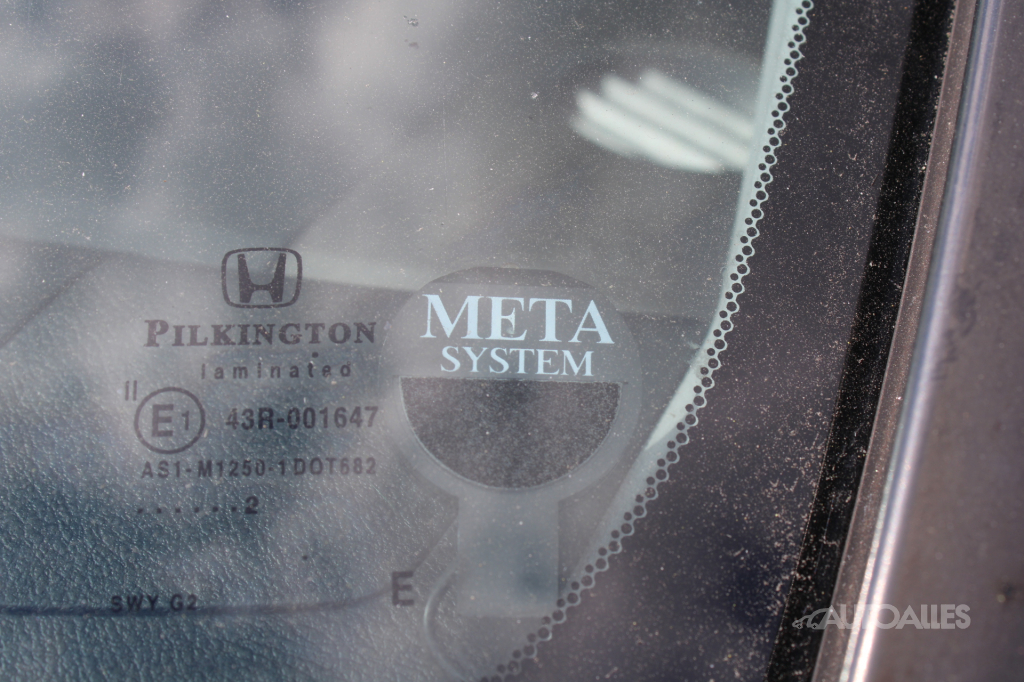 PILKINGTON
laminated
II
E1 43R-001647
AS1-M1250-1DOT682
. . . . . . 2
SWY G2
E
META
SYSTEM
AUTOALLES